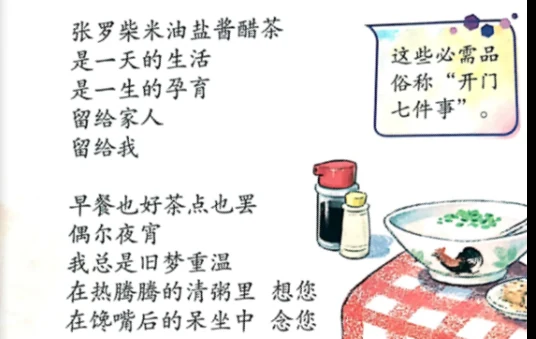 张罗柴米油盐酱醋茶
是一天的生活
是一生的孕育
留给家人
留给我
早餐也好茶点也罢
偶尔夜宵
我总是旧梦重温
在热腾腾的清粥里 想您
在馋嘴后的呆坐中 念您
这些必需品
俗称“开门
七件事”。